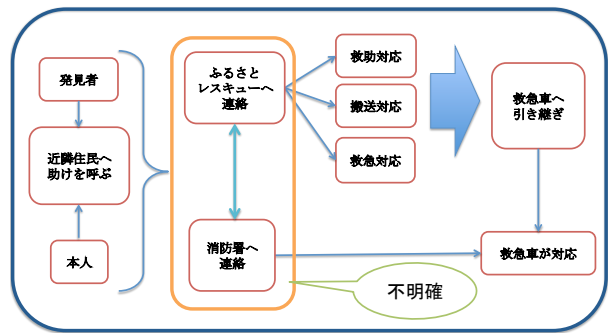 発見者
近隣住民へ
助けを呼ぶ
本人
ふるさと
レスキューへ
連絡
消防署へ
連絡
救助対応
搬送対応
救急対応
救急車へ
引き継ぎ
救急車が対応
不明確